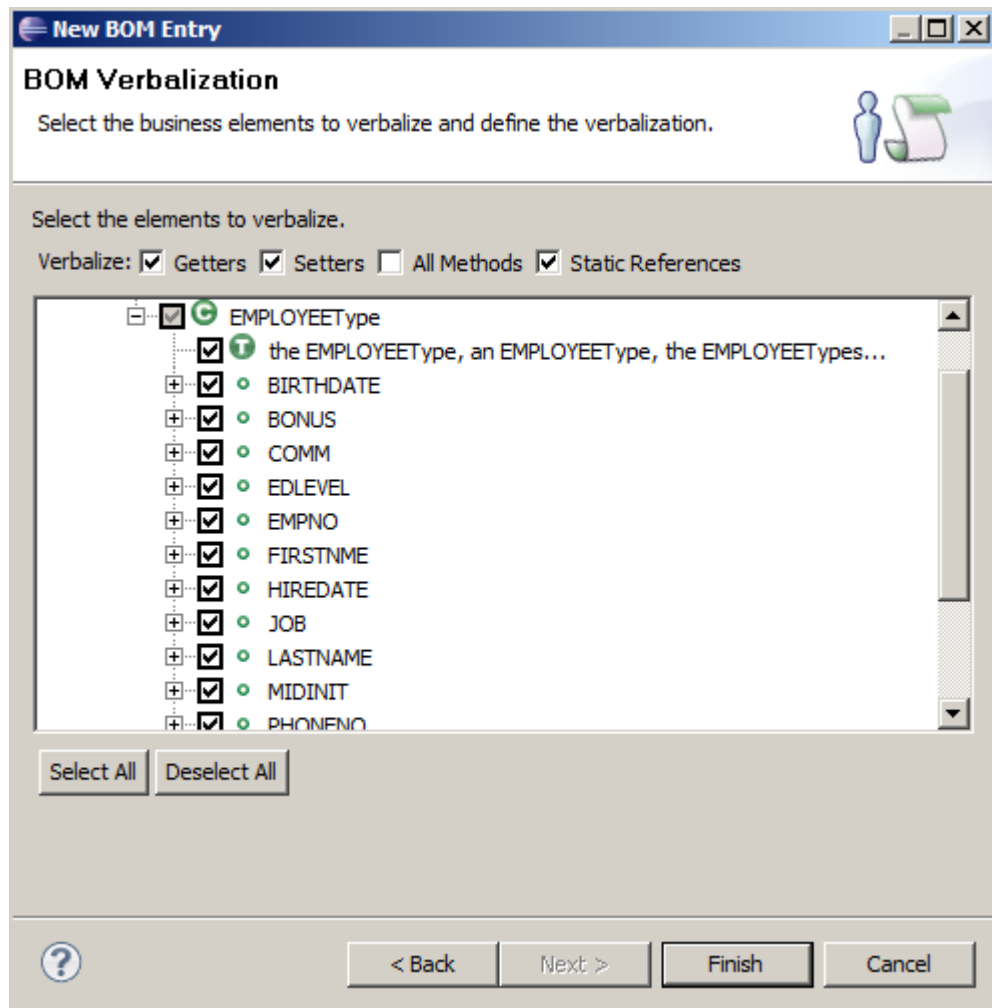 New BOM Entry
BOM Verbalization
Select the business elements to verbalize and define the verbalization.
Select the elements to verbalize.
Verbalize: Getters Setters All Methods Static References
C EMPLOYEEType
T the EMPLOYEEType, an EMPLOYEEType, the EMPLOYEETypes...
BIRTHDATE
BONUS
COMM
EDLEVEL
EMPNO
FIRSTNME
HIREDATE
JOB
LASTNAME
MIDINIT
PHONENO
Select All Deselect All
? < Back Next > Finish Cancel